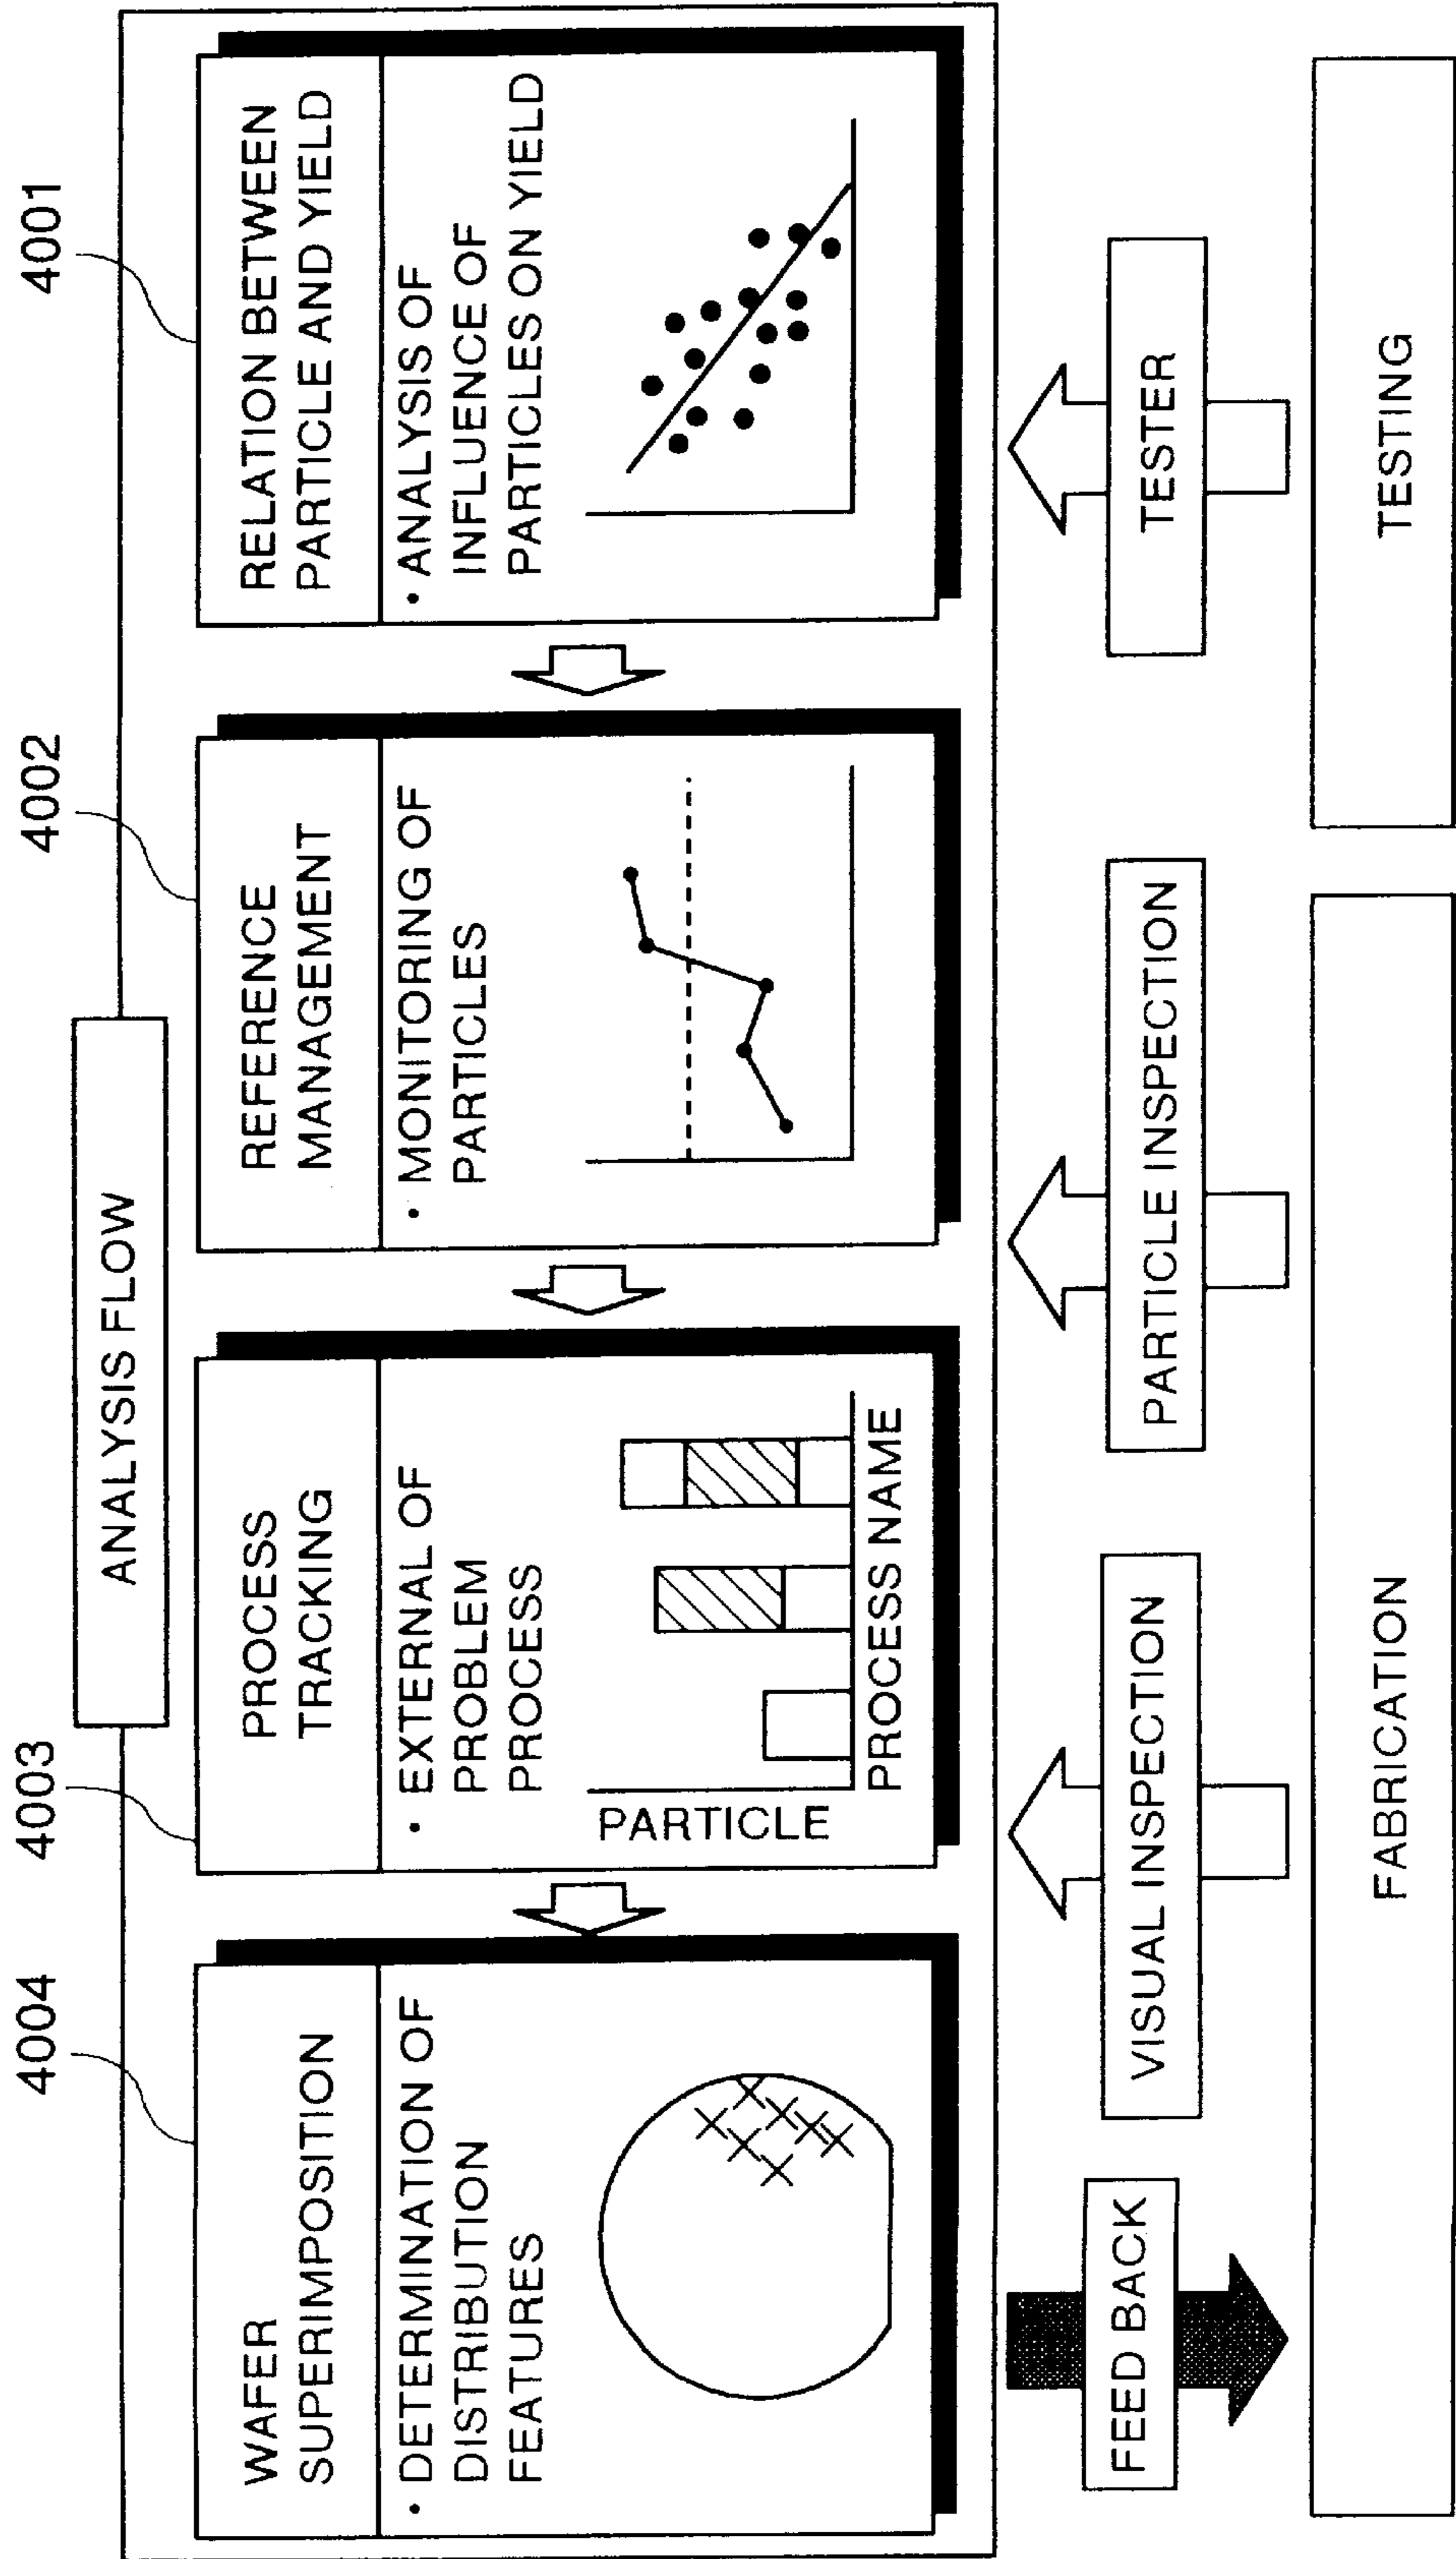 ANALYSIS FLOW
4004
WAFER
SUPERIMPOSITION
• DETERMINATION OF
DISTRIBUTION
FEATURES
4003
PROCESS
TRACKING
• EXTERNAL OF
PROBLEM
PROCESS
PARTICLE
PROCESS NAME
4002
REFERENCE
MANAGEMENT
• MONITORING OF
PARTICLES
4001
RELATION BETWEEN
PARTICLE AND YIELD
• ANALYSIS OF
INFLUENCE OF
PARTICLES ON YIELD
FEED BACK
VISUAL INSPECTION
PARTICLE INSPECTION
TESTER
FABRICATION
TESTING